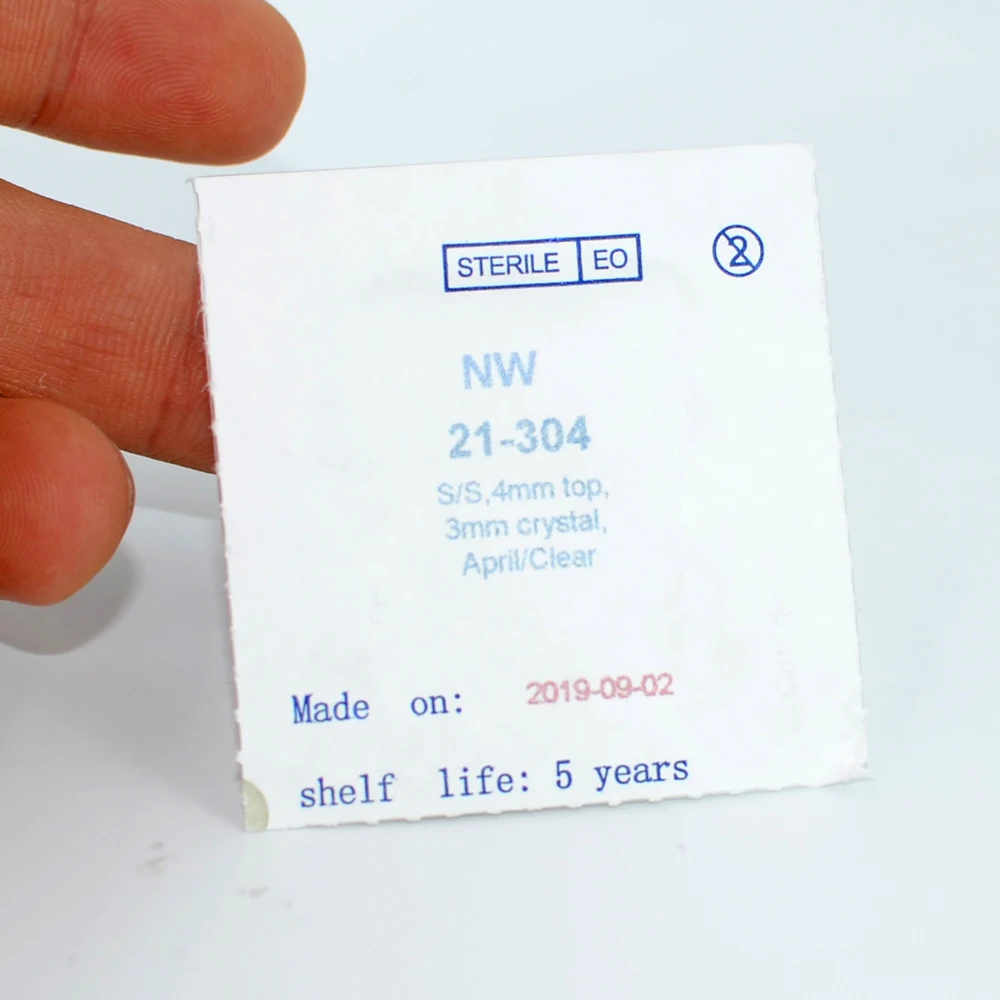 STERILE EO 2
NW
21-304
S/S,4mm top,
3mm crystal,
April/Clear
Made on: 2019-09-02
shelf life: 5 years